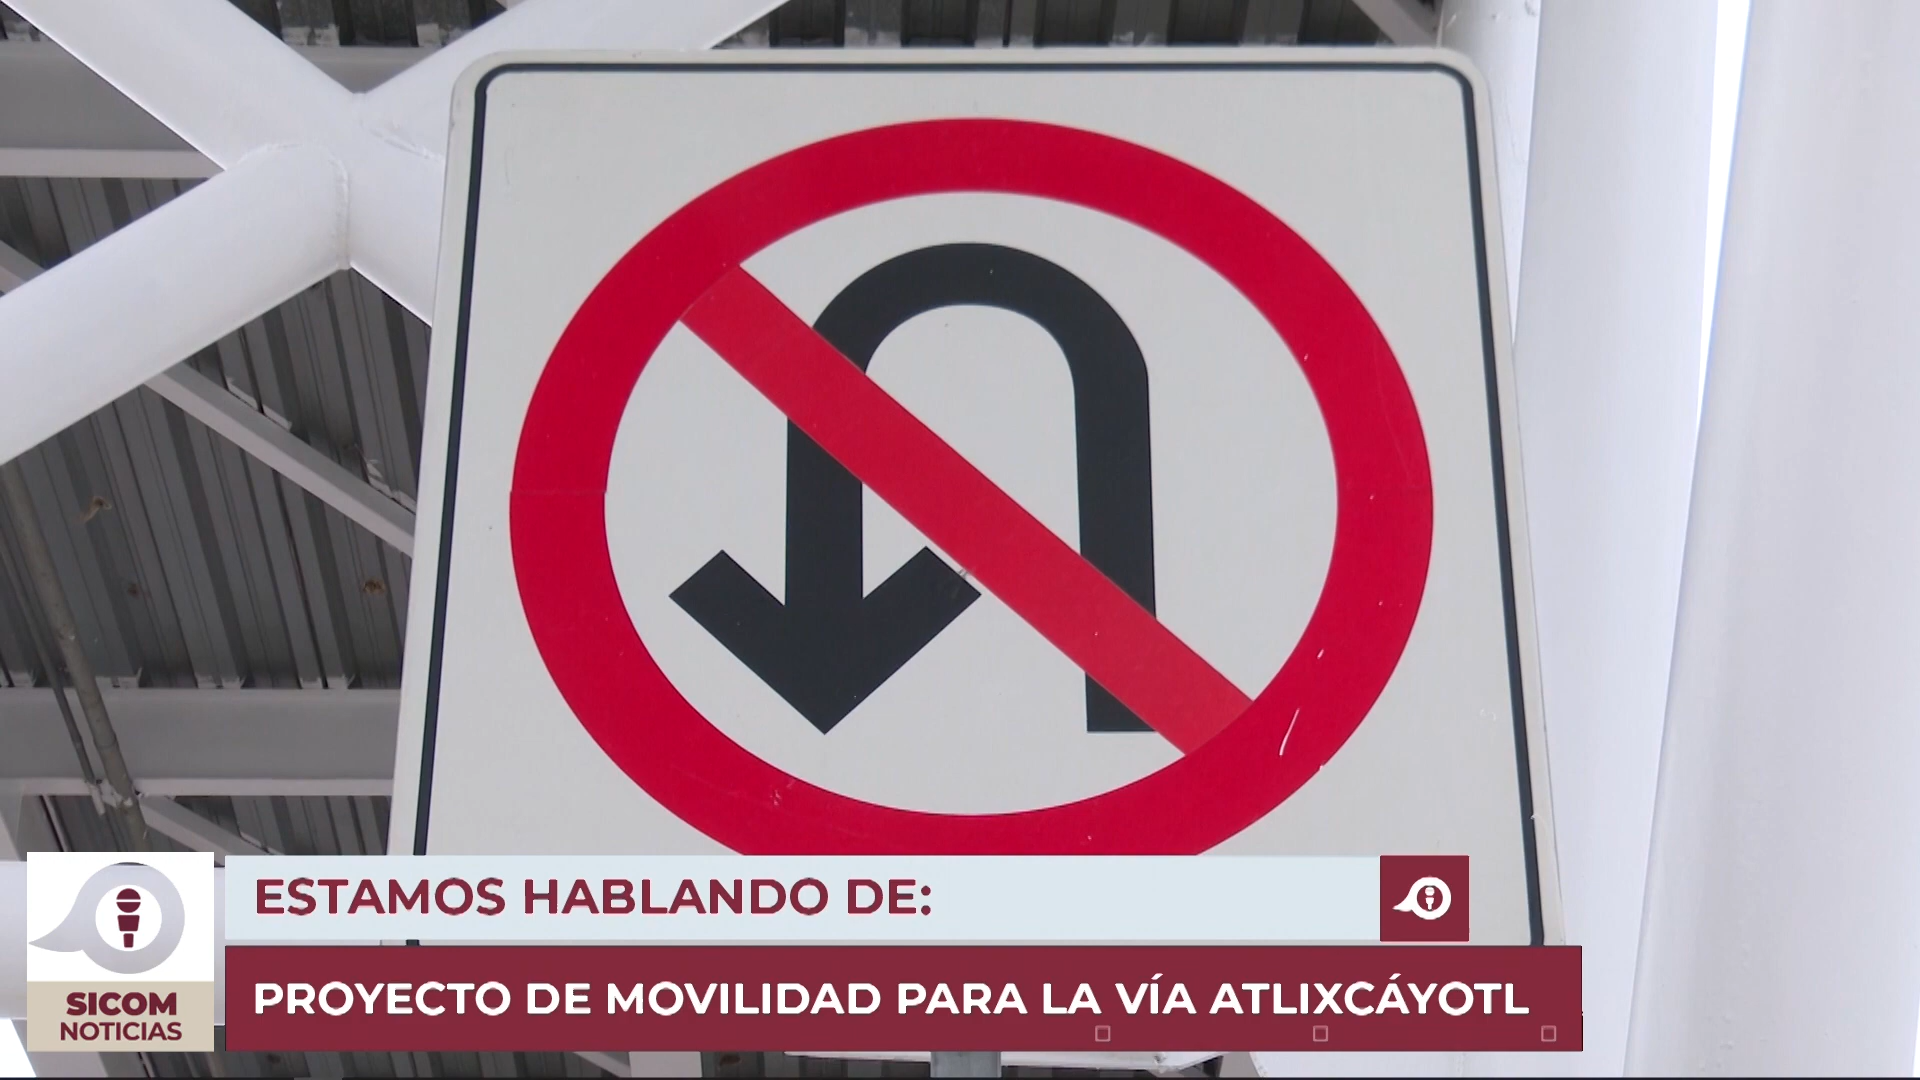 ESTAMOS HABLANDO DE:
PROYECTO DE MOVILIDAD PARA LA VÍA ATLIXCÁYOTL
SICOM
NOTICIAS